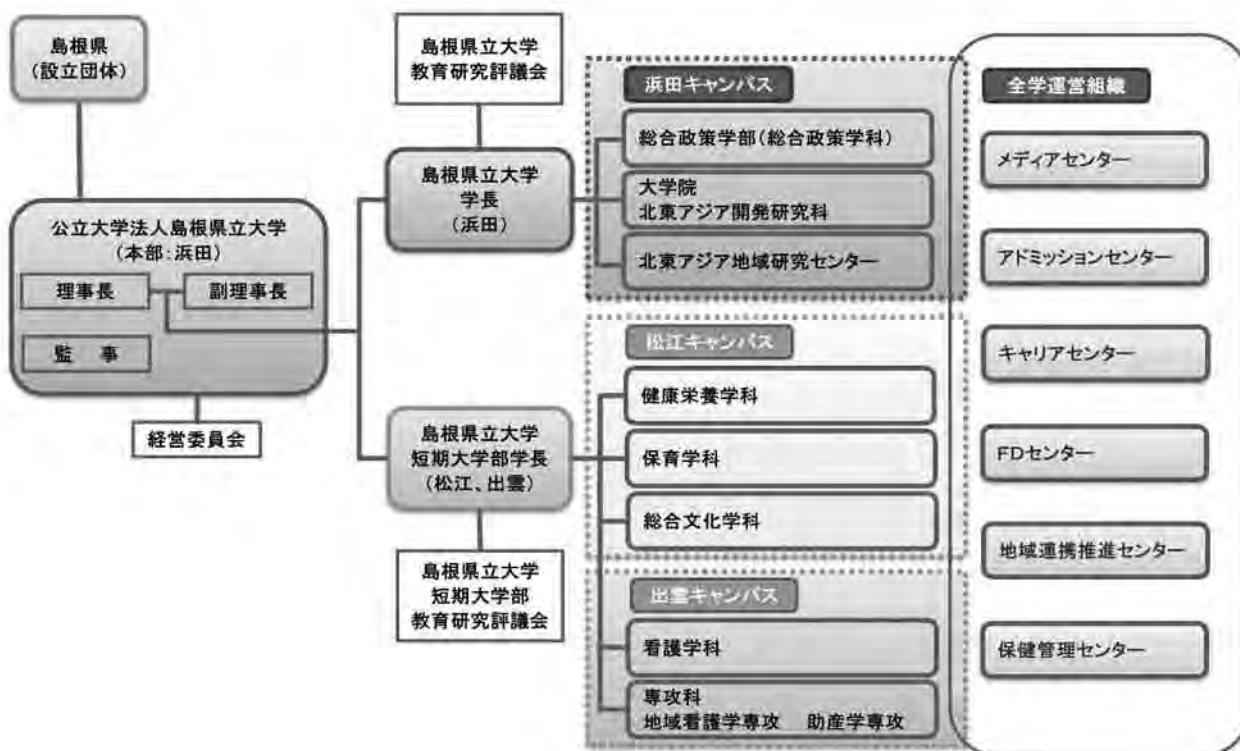 島根県
(設立団体)
公立大学法人島根県立大学
(本部:浜田)
理事長
副理事長
監 事
経営委員会
島根県立大学
教育研究評議会
島根県立大学
学長
(浜田)
島根県立大学
短期大学部学長
(松江、出雲)
島根県立大学
短期大学部
教育研究評議会
浜田キャンパス
総合政策学部(総合政策学科)
大学院
北東アジア開発研究科
北東アジア地域研究センター
松江キャンパス
健康栄養学科
保育学科
総合文化学科
出雲キャンパス
看護学科
専攻科
地域看護学専攻 助産学専攻
全学運営組織
メディアセンター
アドミッションセンター
キャリアセンター
FDセンター
地域連携推進センター
保健管理センター